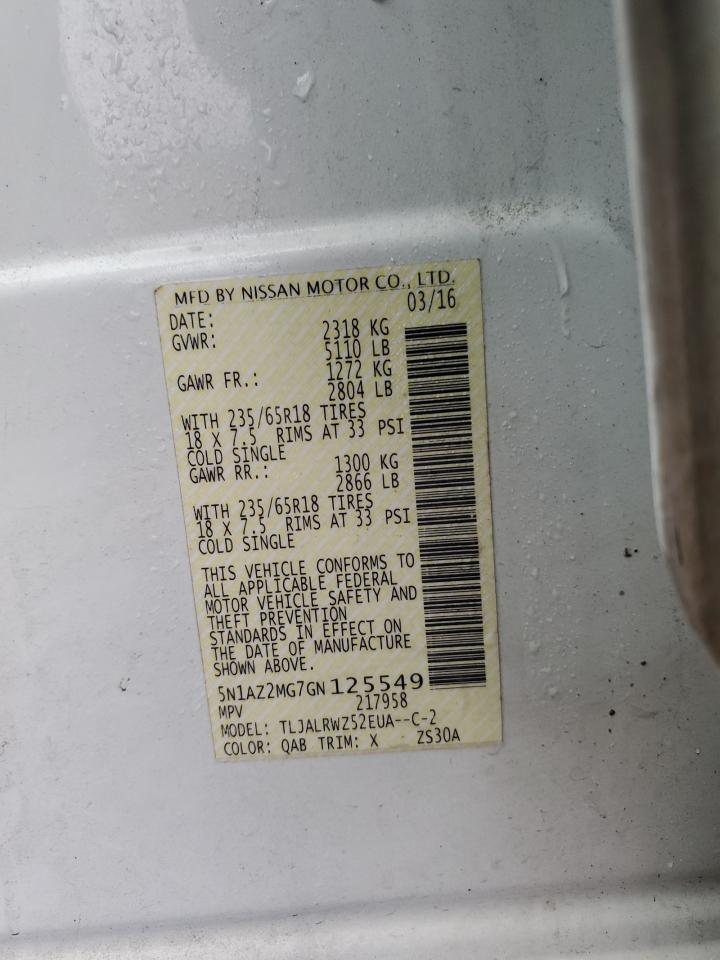 MFD BY NISSAN MOTOR CO., LTD.
DATE: 03/16
GVWR: 2318 KG
5110 LB
GAWR FR.: 1272 KG
2804 LB
WITH 235/65R18 TIRES
18 X 7.5 RIMS AT 33 PSI
COLD SINGLE
GAWR RR.: 1300 KG
2866 LB
WITH 235/65R18 TIRES
18 X 7.5 RIMS AT 33 PSI
COLD SINGLE
THIS VEHICLE CONFORMS TO
ALL APPLICABLE FEDERAL
MOTOR VEHICLE SAFETY AND
THEFT PREVENTION
STANDARDS IN EFFECT ON
THE DATE OF MANUFACTURE
SHOWN ABOVE.
5N1AZ2MG7GN125549
MPV 217958
MODEL: TLJALRWZ52EUA--C-2
COLOR: QAB TRIM: X ZS30A